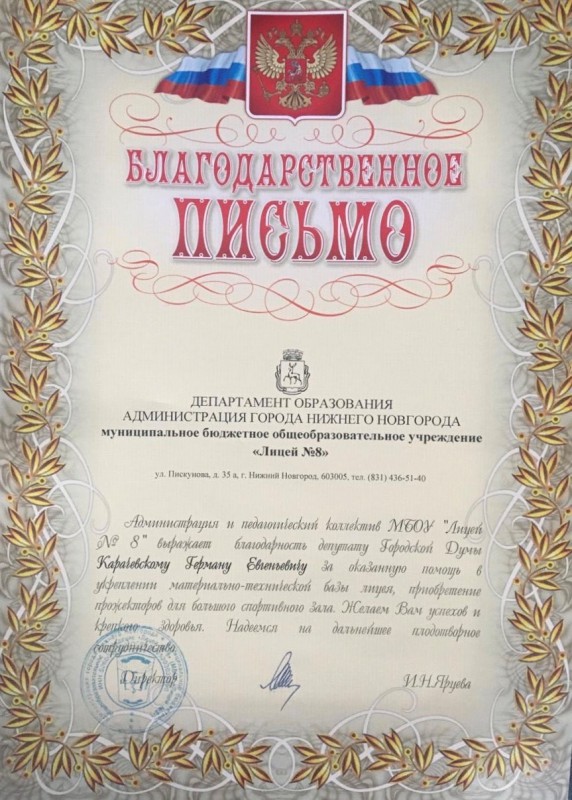 БЛАГОДАРСТВЕННОЕ
ПИСЬМО
ДЕПАРТАМЕНТ ОБРАЗОВАНИЯ
АДМИНИСТРАЦИЯ ГОРОДА НИЖНЕГО НОВГОРОДА
муниципальное бюджетное общеобразовательное учреждение
«Лицей №8»
ул. Пискунова, д. 35 а, г. Нижний Новгород, 603005, тел. (831) 436-51-40
Администрация и педагогический коллектив МБОУ "Лицей
№ 8" выражает благодарность депутату Городской Думы
Карачевскому Герману Евгеньевичу за оказанную помощь в
укреплении материально-технической базы лицея, приобретение
прожекторов для большого спортивного зала. Желаем Вам успехов и
крепкого здоровья. Надеемся на дальнейшее плодотворное
сотрудничество.
Директор И.Н.Яруева